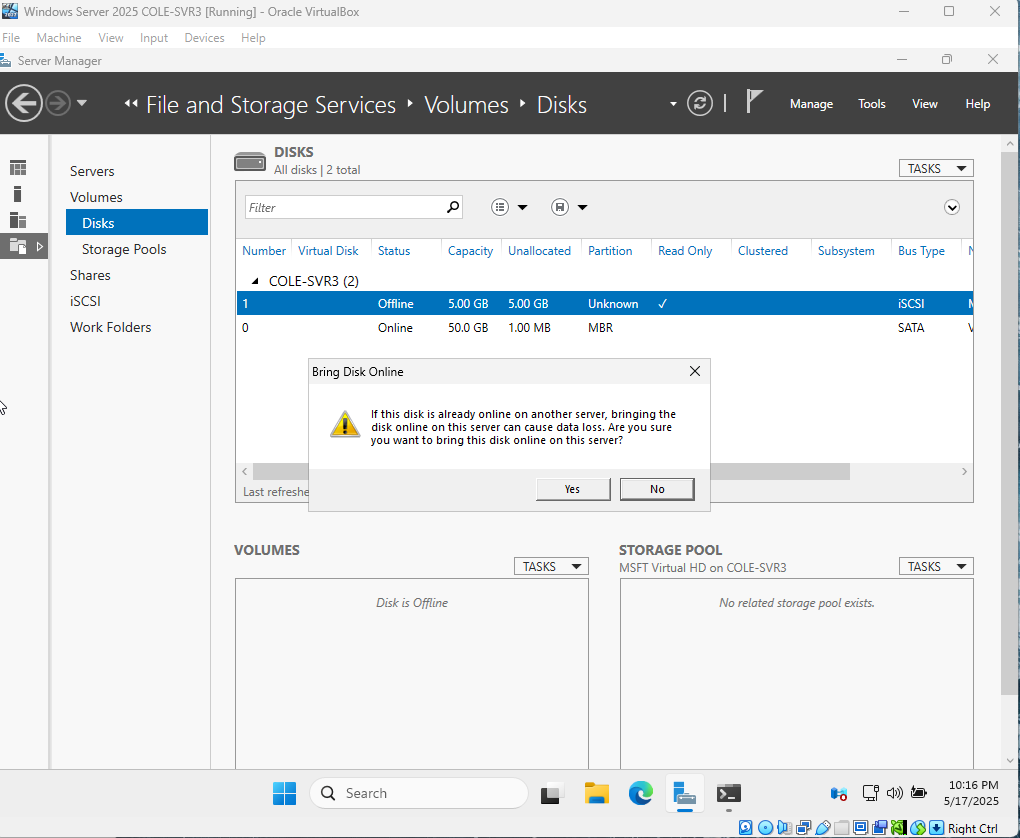 Windows Server 2025 COLE-SVR3 [Running] - Oracle VirtualBox
File Machine View Input Devices Help
Server Manager
File and Storage Services Volumes Disks
Manage Tools View Help
Servers
Volumes
Disks
Storage Pools
Shares
iSCSI
Work Folders
DISKS
All disks | 2 total
TASKS
Filter
Number Virtual Disk Status Capacity Unallocated Partition Read Only Clustered Subsystem Bus Type N
COLE-SVR3 (2)
1 Offline 5.00 GB 5.00 GB Unknown ✓ iSCSI M
0 Online 50.0 GB 1.00 MB MBR SATA V
Bring Disk Online
If this disk is already online on another server, bringing the
disk online on this server can cause data loss. Are you sure
you want to bring this disk online on this server?
Yes No
Last refreshe
VOLUMES
TASKS
Disk is Offline
STORAGE POOL
MSFT Virtual HD on COLE-SVR3
TASKS
No related storage pool exists.
Search
10:16 PM
5/17/2025
Right Ctrl